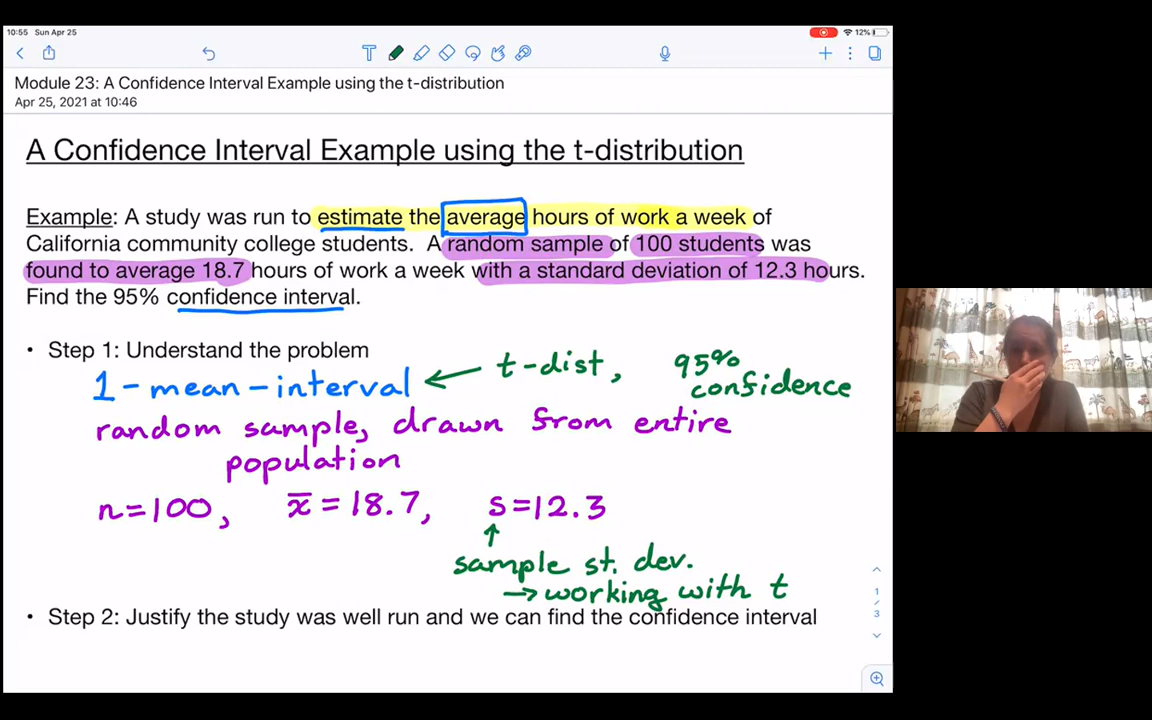 10:55 Sun Apr 25
12%
Module 23: A Confidence Interval Example using the t-distribution
Apr 25, 2021 at 10:46
A Confidence Interval Example using the t-distribution
Example: A study was run to estimate the average hours of work a week of
California community college students. A random sample of 100 students was
found to average 18.7 hours of work a week with a standard deviation of 12.3 hours.
Find the 95% confidence interval.
• Step 1: Understand the problem
1-mean-interval ← t-dist, 95% confidence
random sample, drawn from entire
population
n=100, x̄=18.7, s=12.3
↑
sample st. dev.
→ working with t
• Step 2: Justify the study was well run and we can find the confidence interval
1
/
3